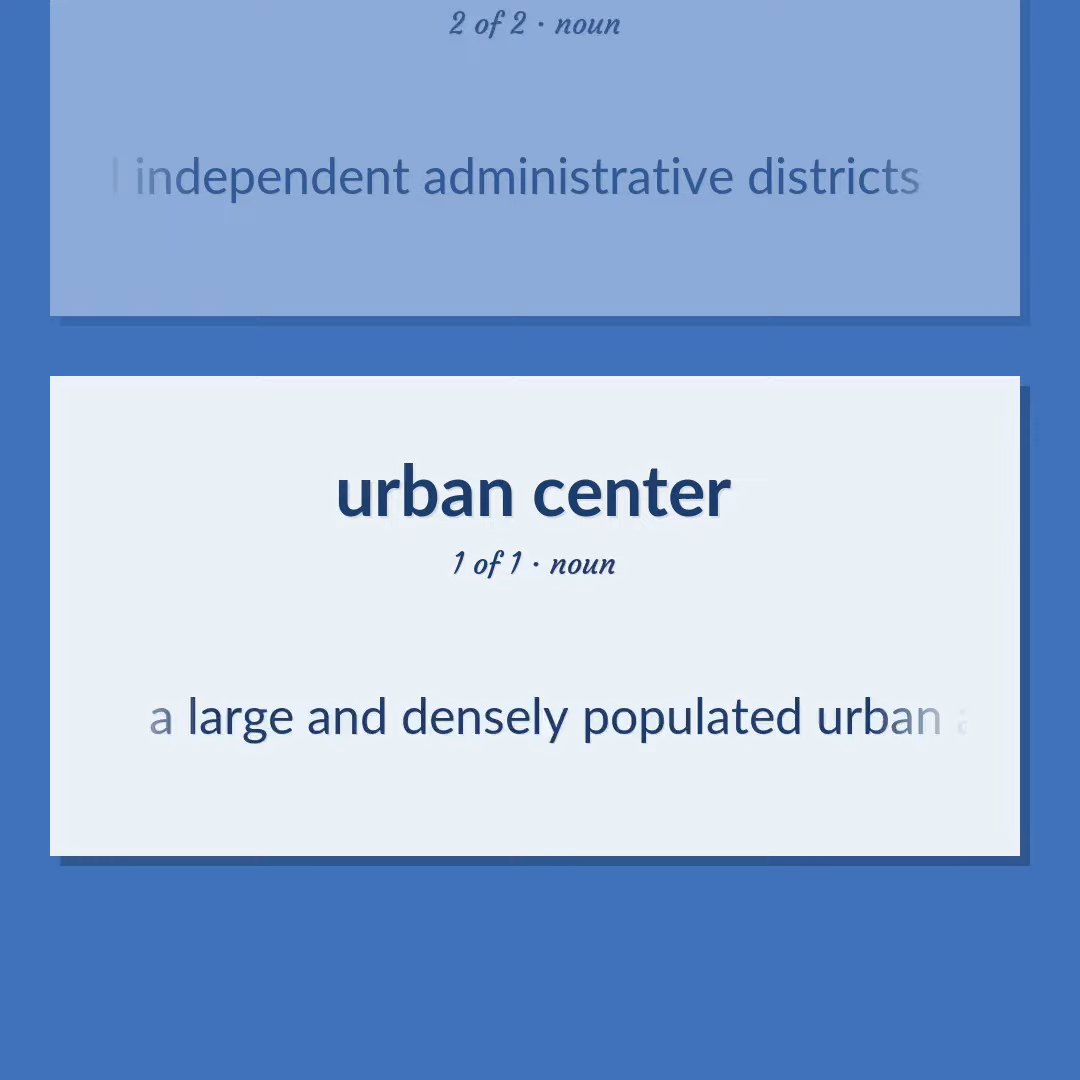 2 of 2 · noun
independent administrative districts
urban center
1 of 1 · noun
a large and densely populated urban